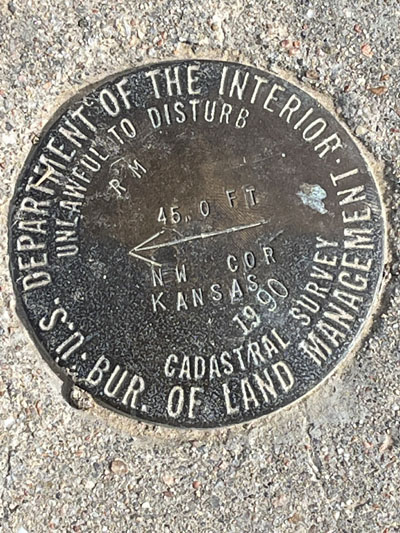 U.S. DEPARTMENT OF THE INTERIOR · BUR. OF LAND MANAGEMENT
UNLAWFUL TO DISTURB
R M
45.0 FT
NW COR
KANSAS
1990
CADASTRAL SURVEY